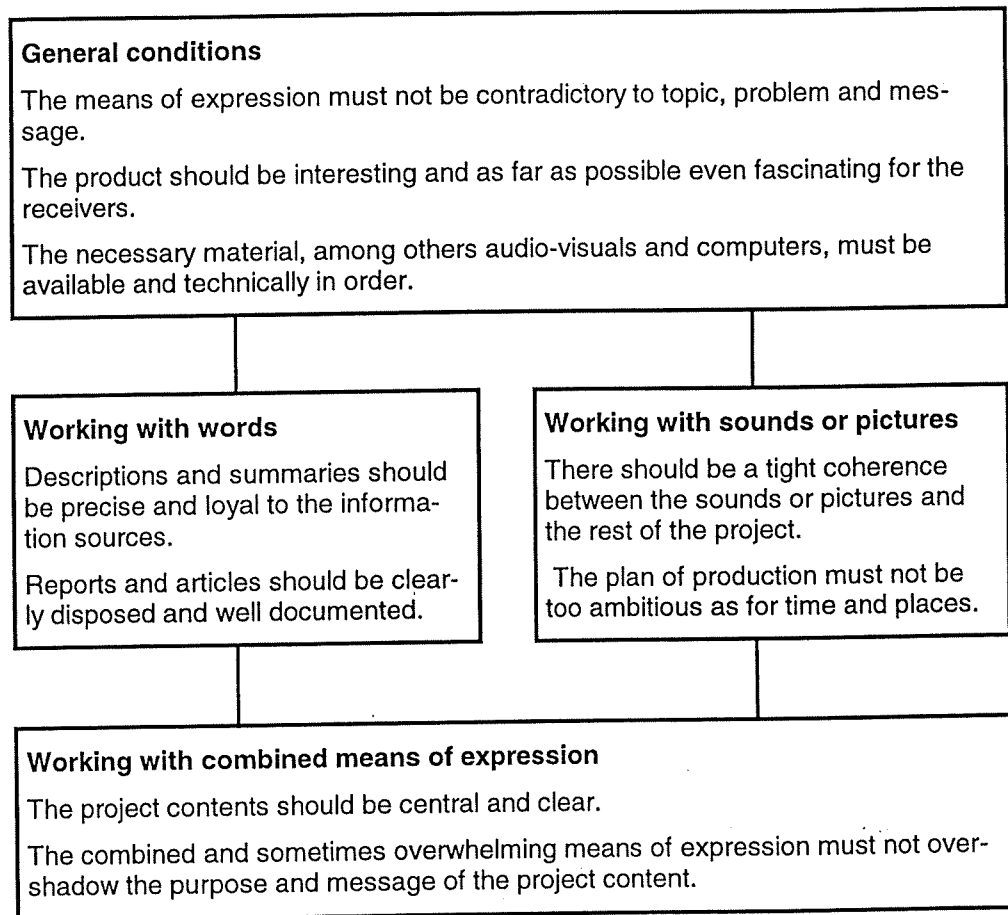 General conditions
The means of expression must not be contradictory to topic, problem and mes-
sage.
The product should be interesting and as far as possible even fascinating for the
receivers.
The necessary material, among others audio-visuals and computers, must be
available and technically in order.
Working with words
Descriptions and summaries should
be precise and loyal to the informa-
tion sources.
Reports and articles should be clear-
ly disposed and well documented.
Working with sounds or pictures
There should be a tight coherence
between the sounds or pictures and
the rest of the project.
The plan of production must not be
too ambitious as for time and places.
Working with combined means of expression
The project contents should be central and clear.
The combined and sometimes overwhelming means of expression must not over-
shadow the purpose and message of the project content.